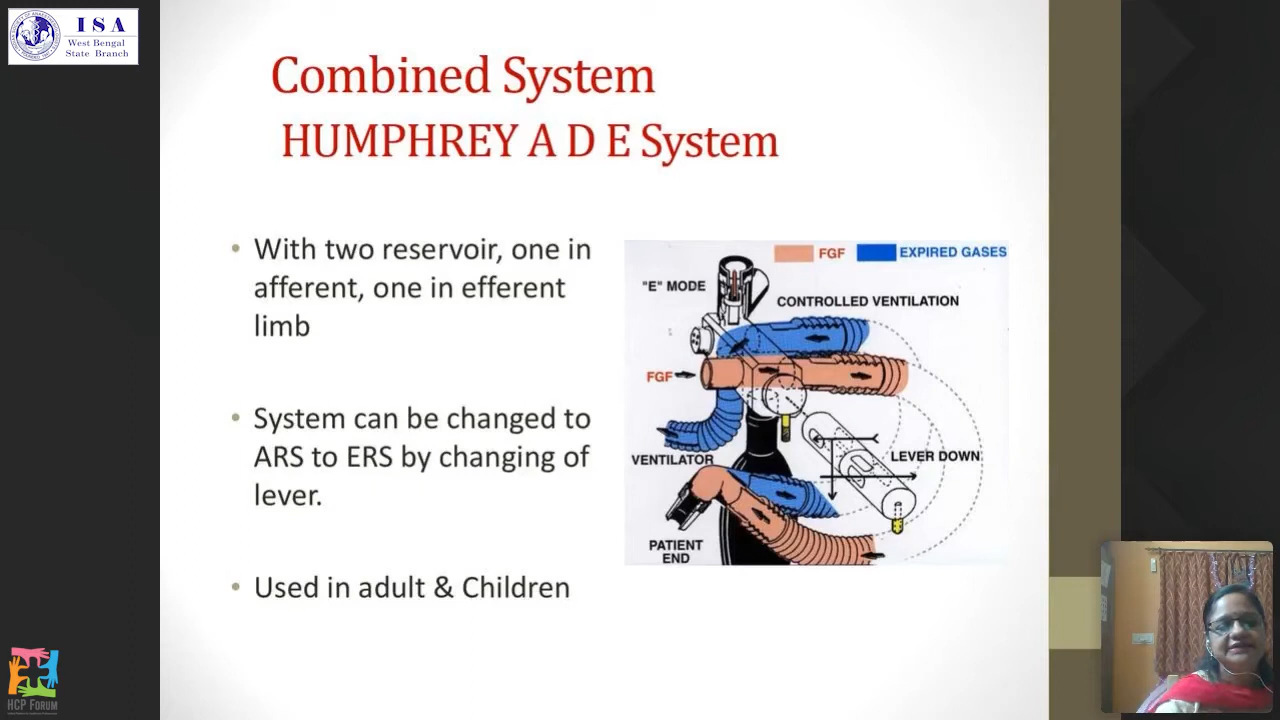 ISA
West Bengal
State Branch
Combined System
HUMPHREY A D E System
• With two reservoir, one in
afferent, one in efferent
limb
• System can be changed to
ARS to ERS by changing of
lever.
• Used in adult & Children
FGF
EXPIRED GASES
"E" MODE
CONTROLLED VENTILATION
FGF
LEVER DOWN
VENTILATOR
PATIENT
END
HCP FORUM